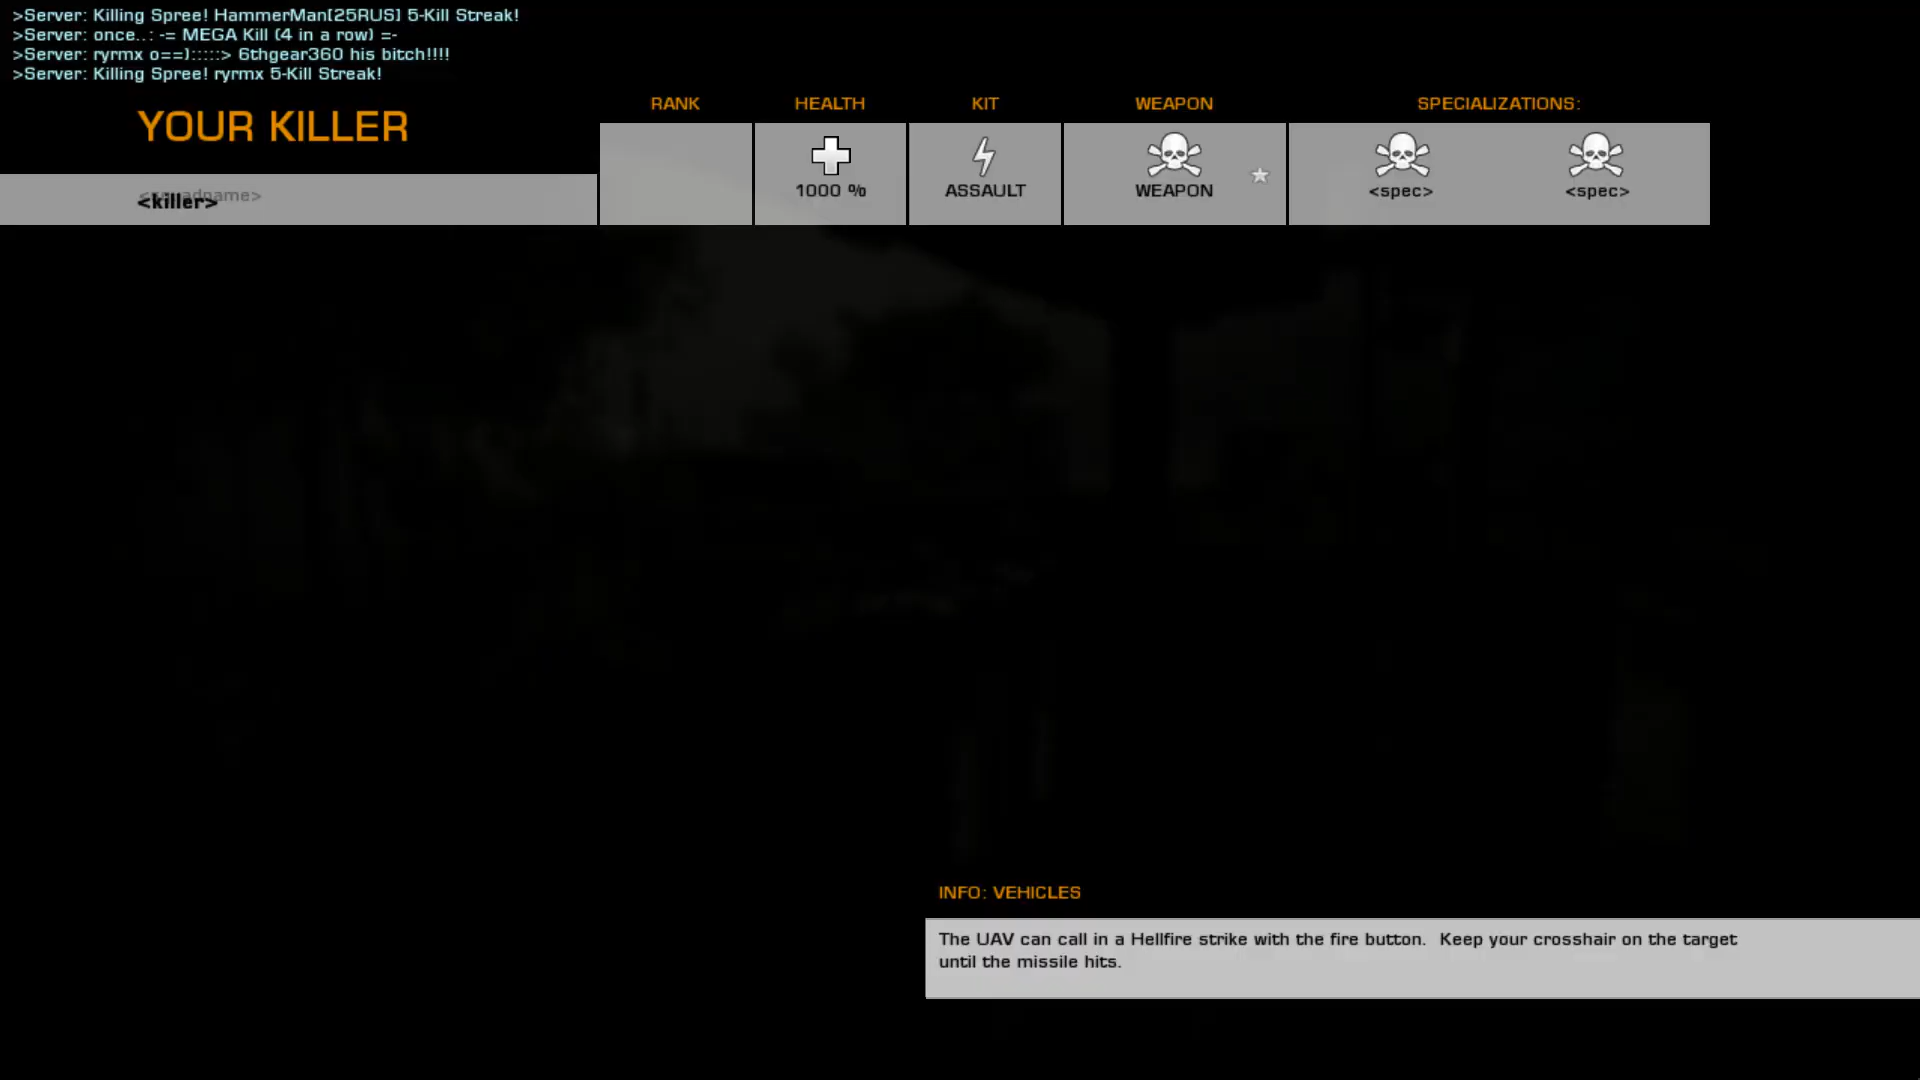 >Server: Killing Spree! HammerMan[25RUS] 5-Kill Streak!
>Server: once..: -= MEGA Kill (4 in a row) =-
>Server: ryrmx o==):::::> 6thgear360 his bitch!!!!
>Server: Killing Spree! ryrmx 5-Kill Streak!
YOUR KILLER
RANK HEALTH KIT WEAPON SPECIALIZATIONS:
<squadname>
<killer>
1000 % ASSAULT WEAPON <spec> <spec>
INFO: VEHICLES
The UAV can call in a Hellfire strike with the fire button. Keep your crosshair on the target
until the missile hits.